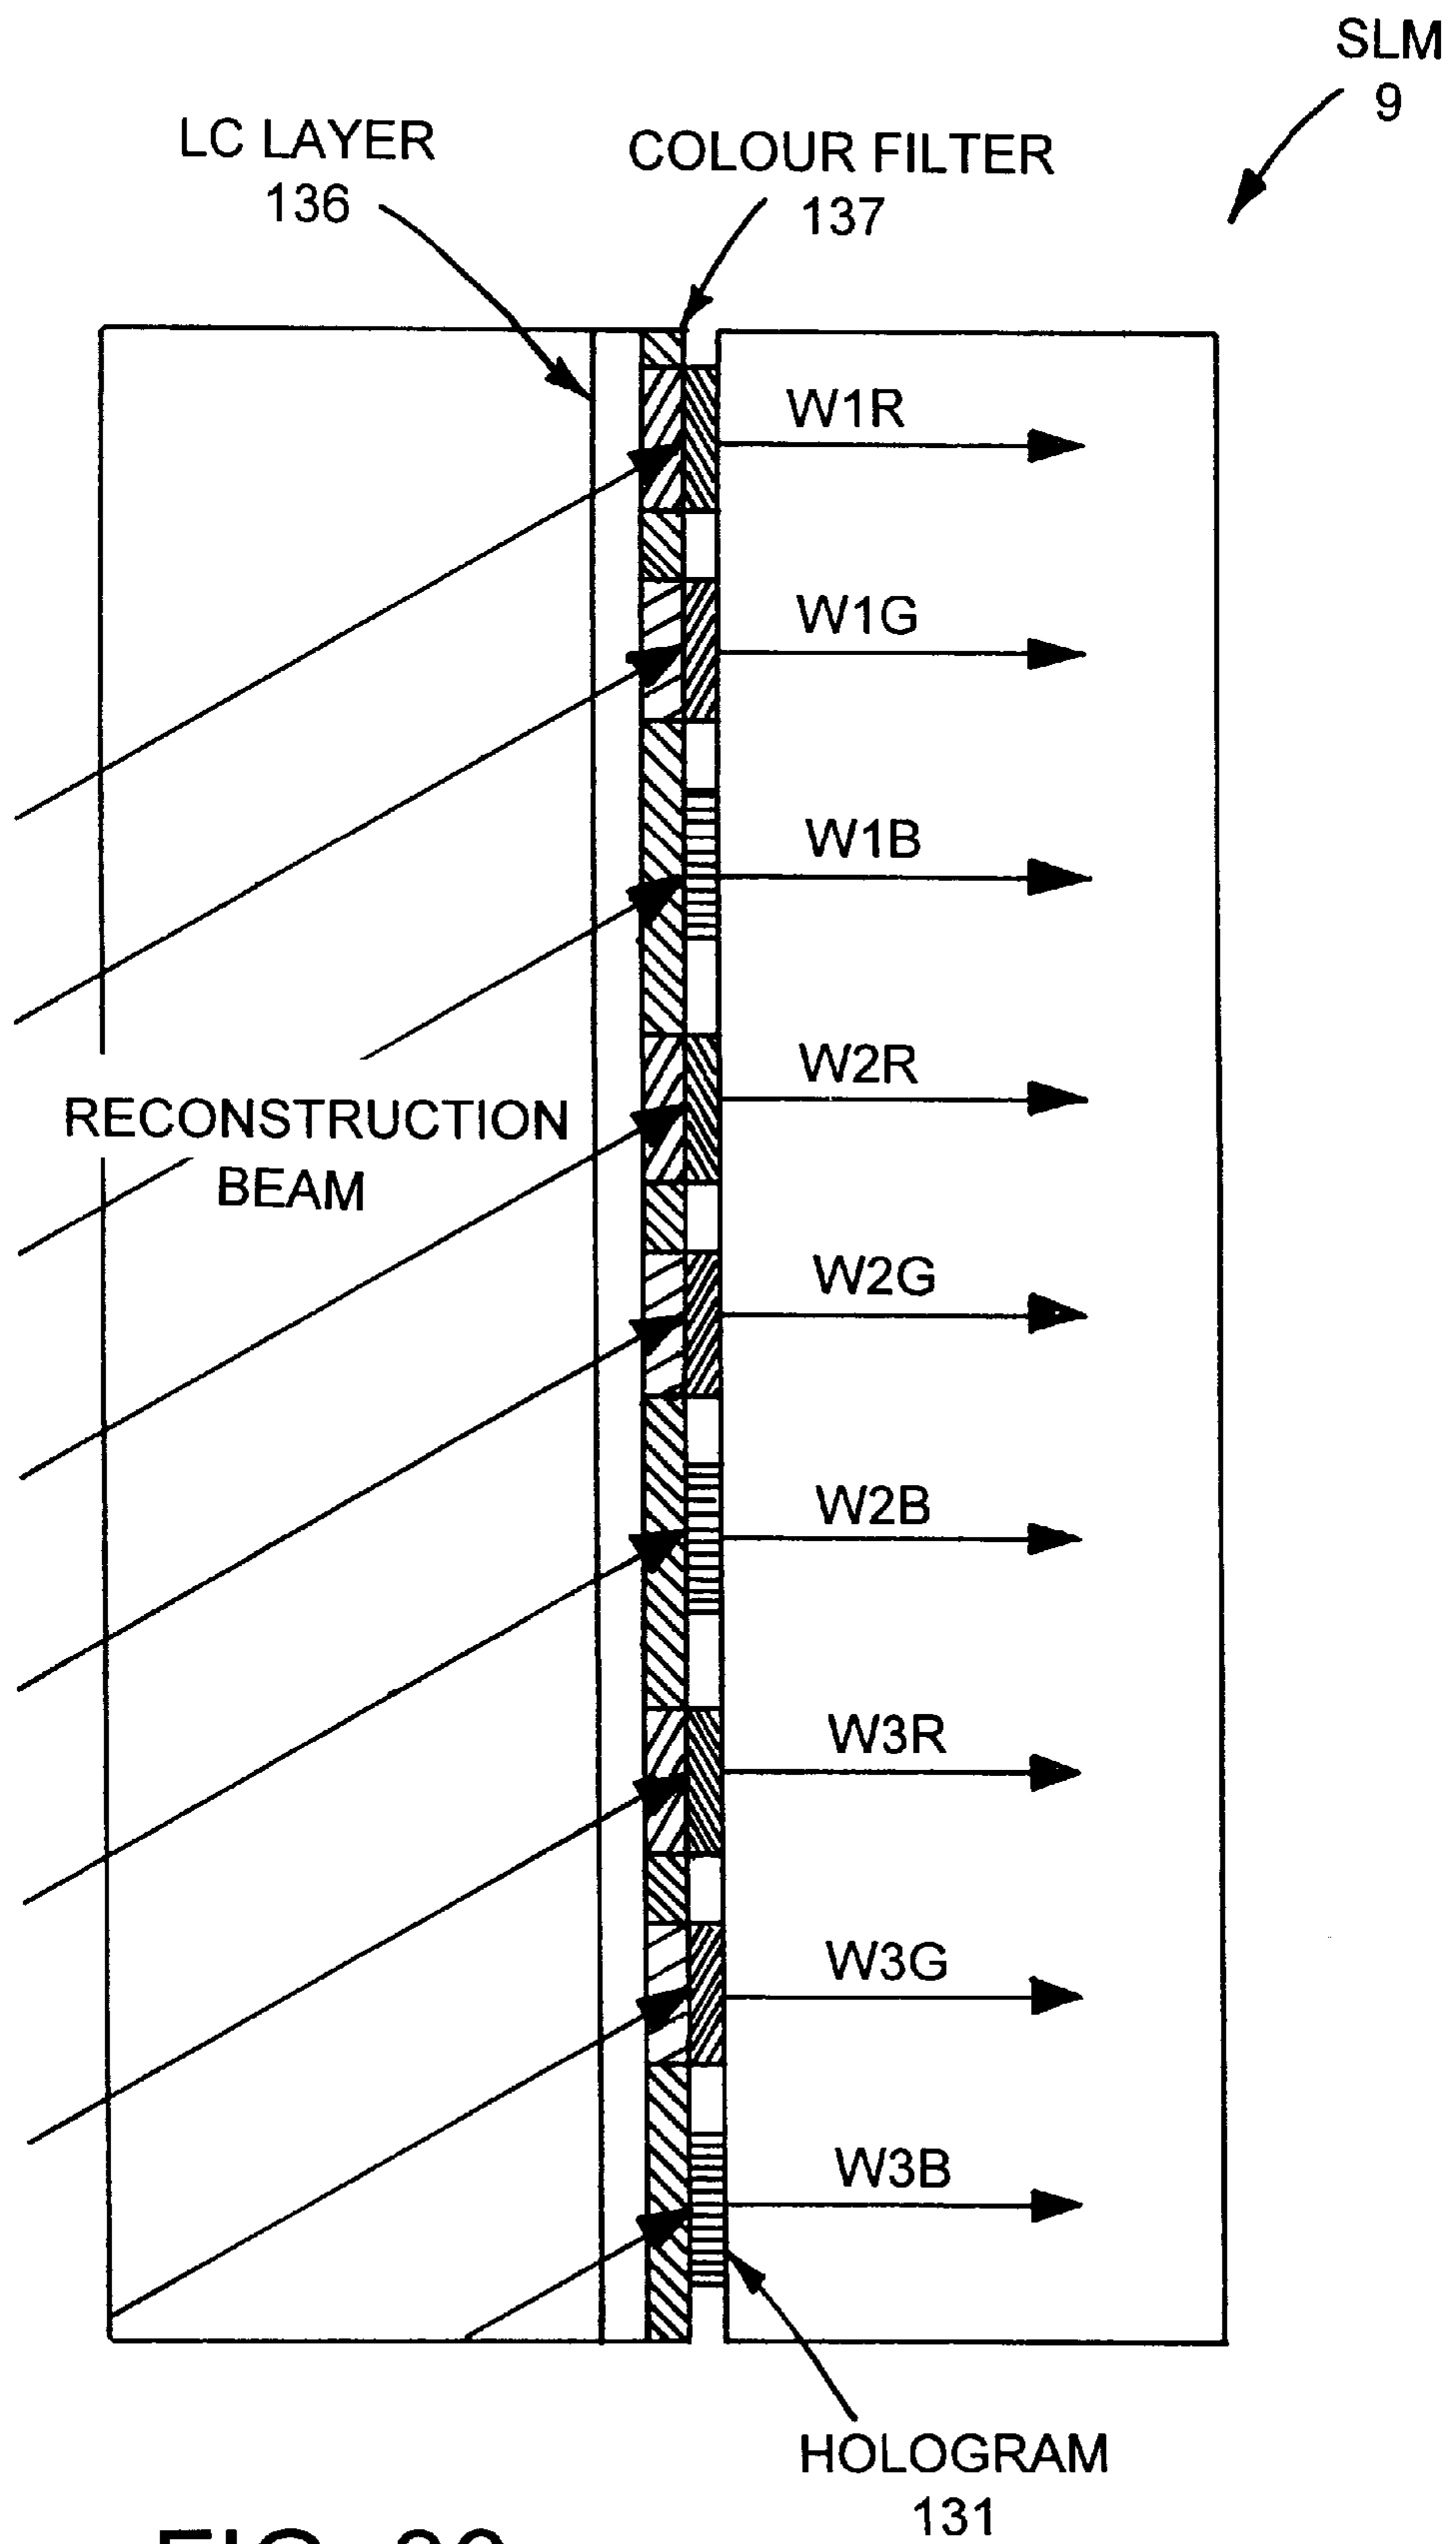 SLM
9
LC LAYER
136
COLOUR FILTER
137
W1R
W1G
W1B
W2R
RECONSTRUCTION
BEAM
W2G
W2B
W3R
W3G
W3B
HOLOGRAM
131
FIG.